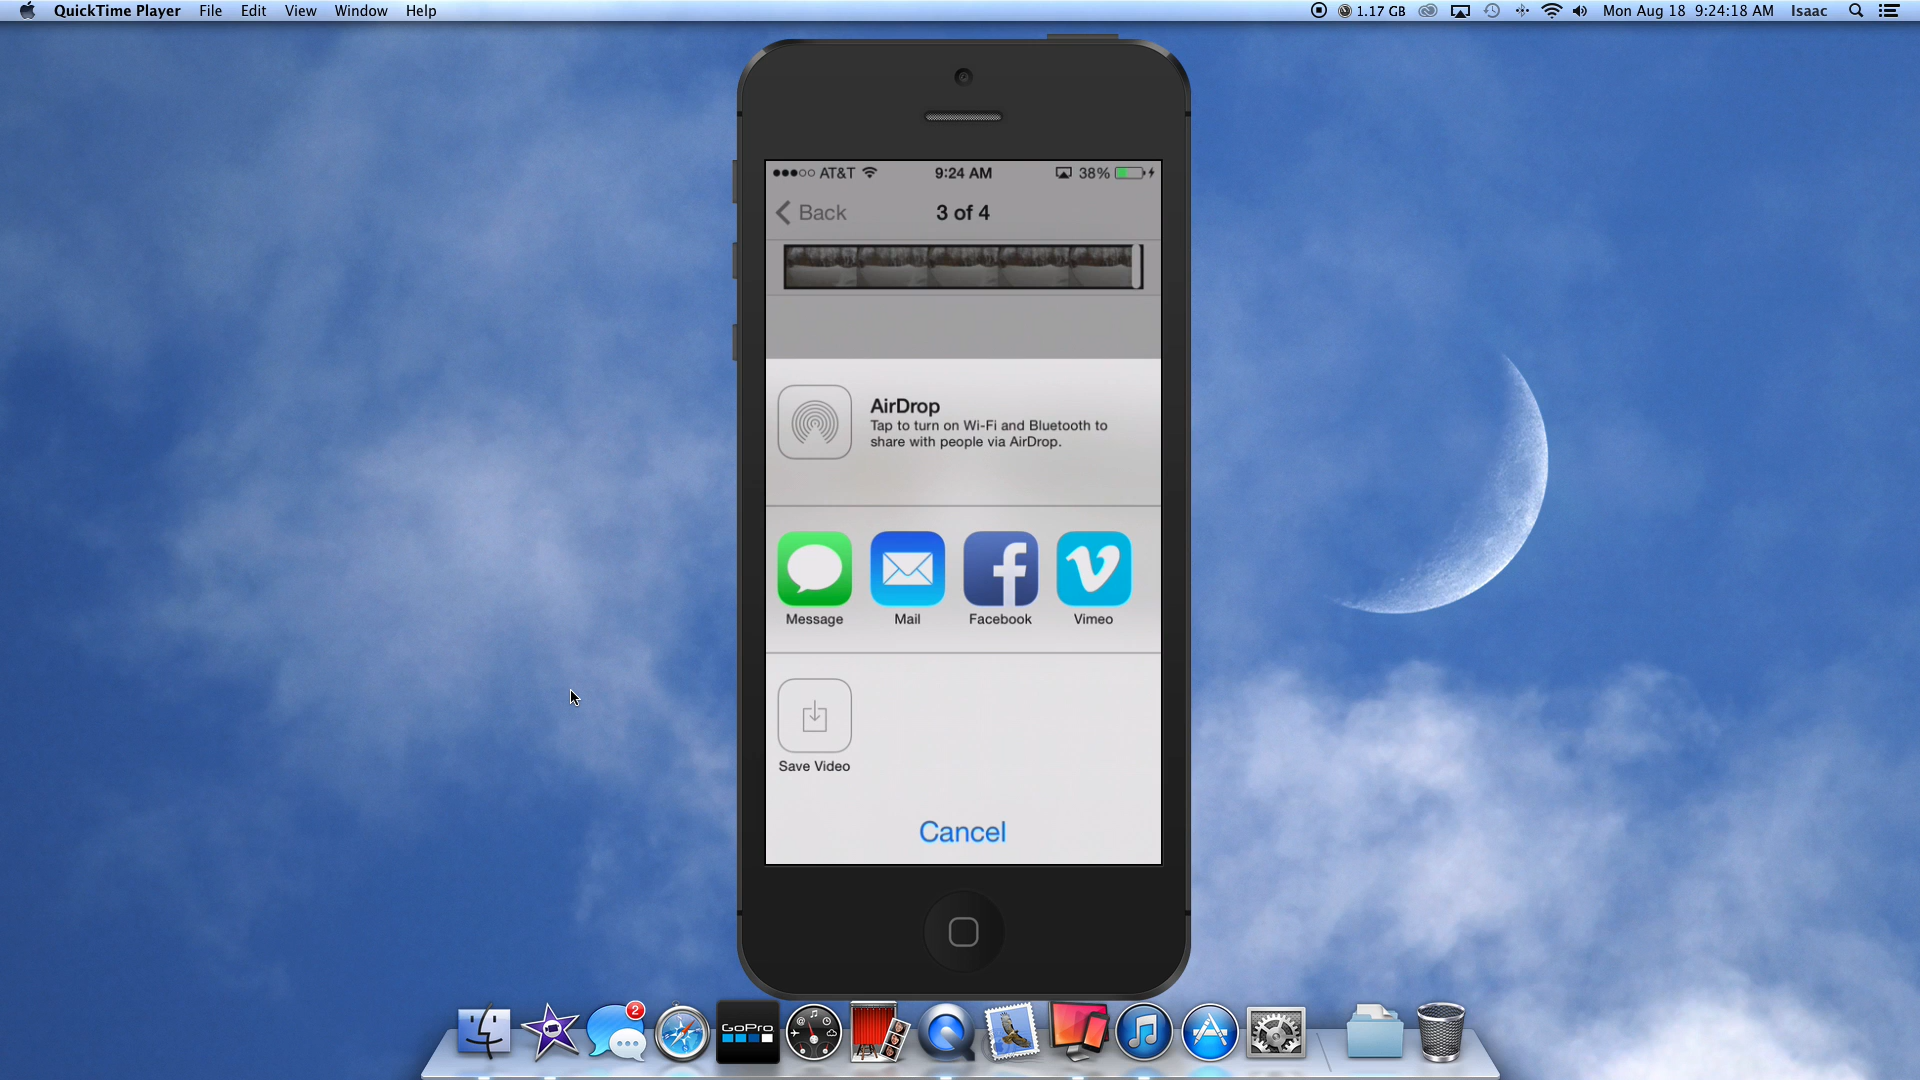 QuickTime Player File Edit View Window Help 1.17 GB Mon Aug 18 9:24:18 AM Isaac
AT&T 9:24 AM 38%
Back 3 of 4
AirDrop
Tap to turn on Wi-Fi and Bluetooth to
share with people via AirDrop.
Message Mail Facebook Vimeo
Save Video
Cancel
2
GoPro